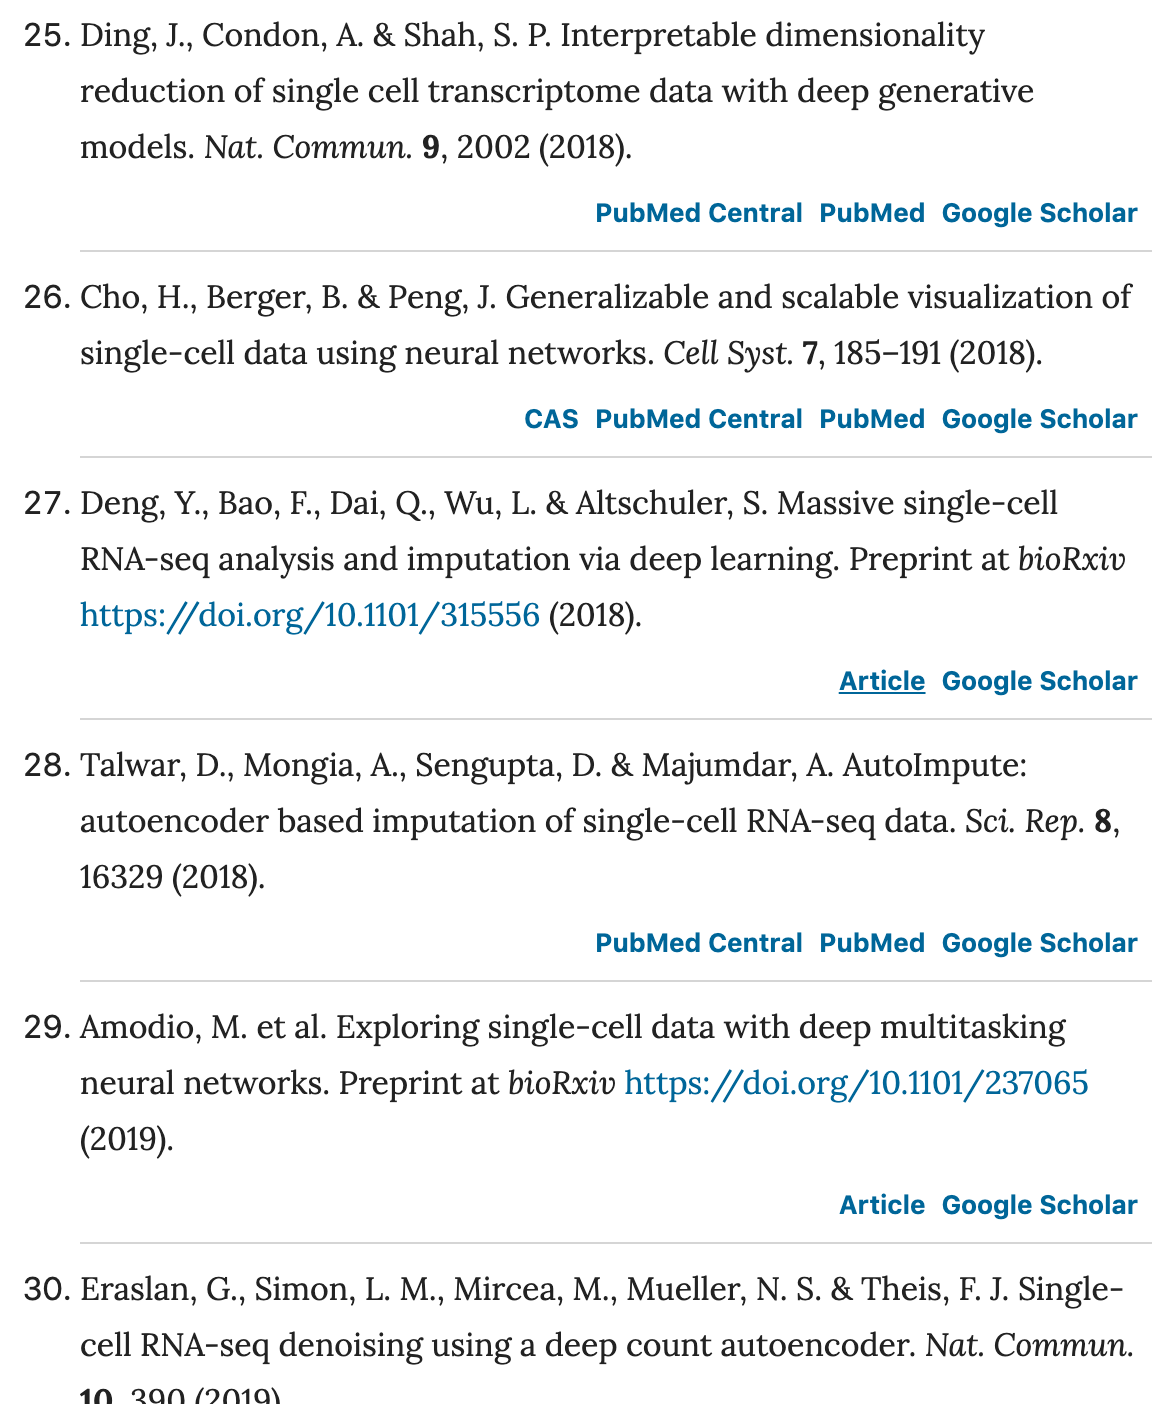 25. Ding, J., Condon, A. & Shah, S. P. Interpretable dimensionality
reduction of single cell transcriptome data with deep generative
models. Nat. Commun. 9, 2002 (2018).
PubMed Central PubMed Google Scholar
26. Cho, H., Berger, B. & Peng, J. Generalizable and scalable visualization of
single-cell data using neural networks. Cell Syst. 7, 185–191 (2018).
CAS PubMed Central PubMed Google Scholar
27. Deng, Y., Bao, F., Dai, Q., Wu, L. & Altschuler, S. Massive single-cell
RNA-seq analysis and imputation via deep learning. Preprint at bioRxiv
https://doi.org/10.1101/315556 (2018).
Article Google Scholar
28. Talwar, D., Mongia, A., Sengupta, D. & Majumdar, A. AutoImpute:
autoencoder based imputation of single-cell RNA-seq data. Sci. Rep. 8,
16329 (2018).
PubMed Central PubMed Google Scholar
29. Amodio, M. et al. Exploring single-cell data with deep multitasking
neural networks. Preprint at bioRxiv https://doi.org/10.1101/237065
(2019).
Article Google Scholar
30. Eraslan, G., Simon, L. M., Mircea, M., Mueller, N. S. & Theis, F. J. Single-
cell RNA-seq denoising using a deep count autoencoder. Nat. Commun.
10, 390 (2019)